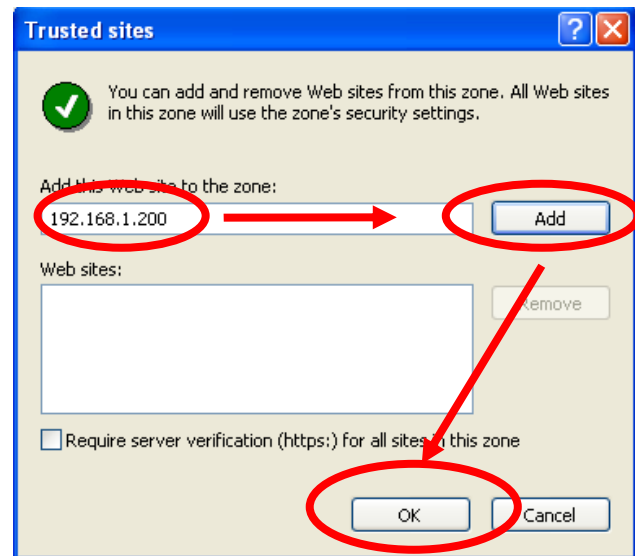 Trusted sites
You can add and remove Web sites from this zone. All Web sites
in this zone will use the zone's security settings.
Add this Web site to the zone:
192.168.1.200
Add
Web sites:
Remove
Require server verification (https:) for all sites in this zone
OK
Cancel